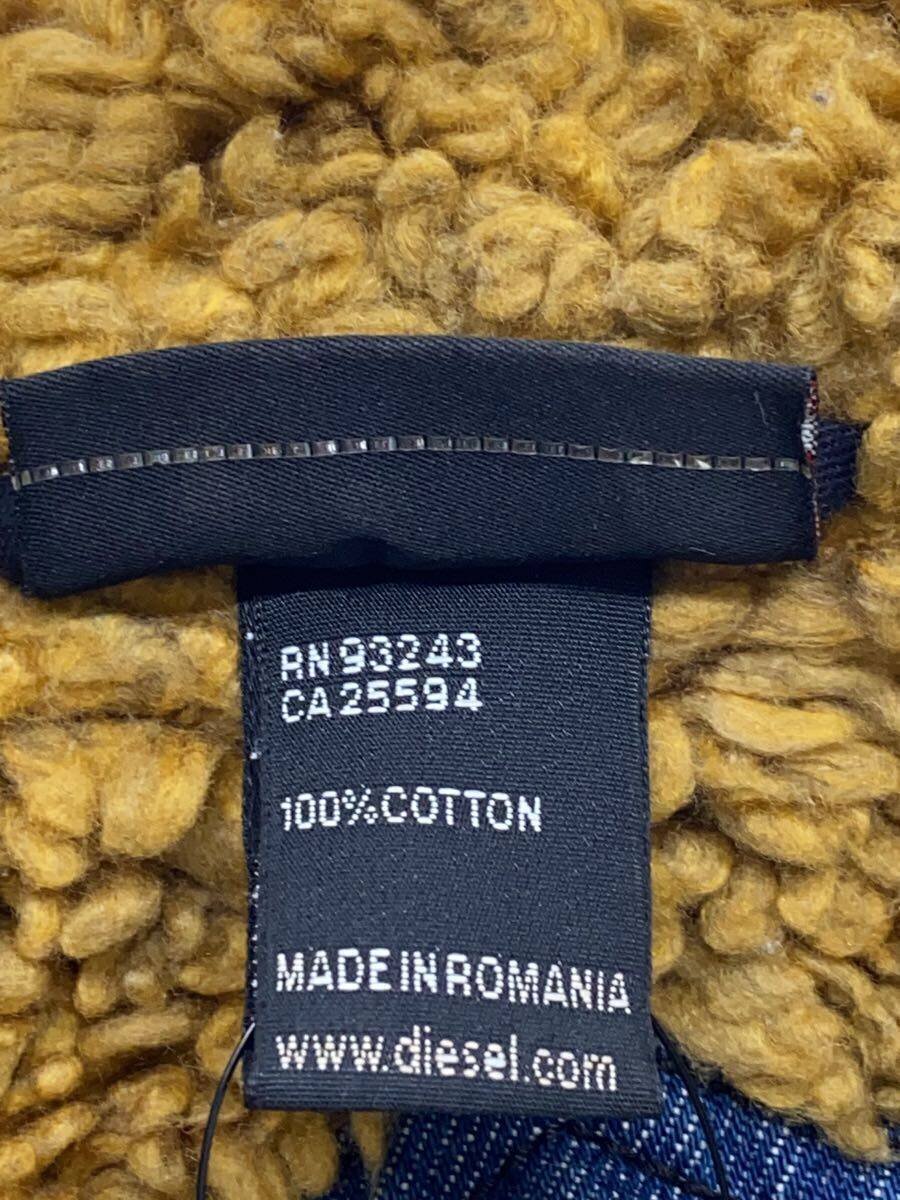 RN 93243
CA 25594
100% COTTON
MADE IN ROMANIA
www.diesel.com